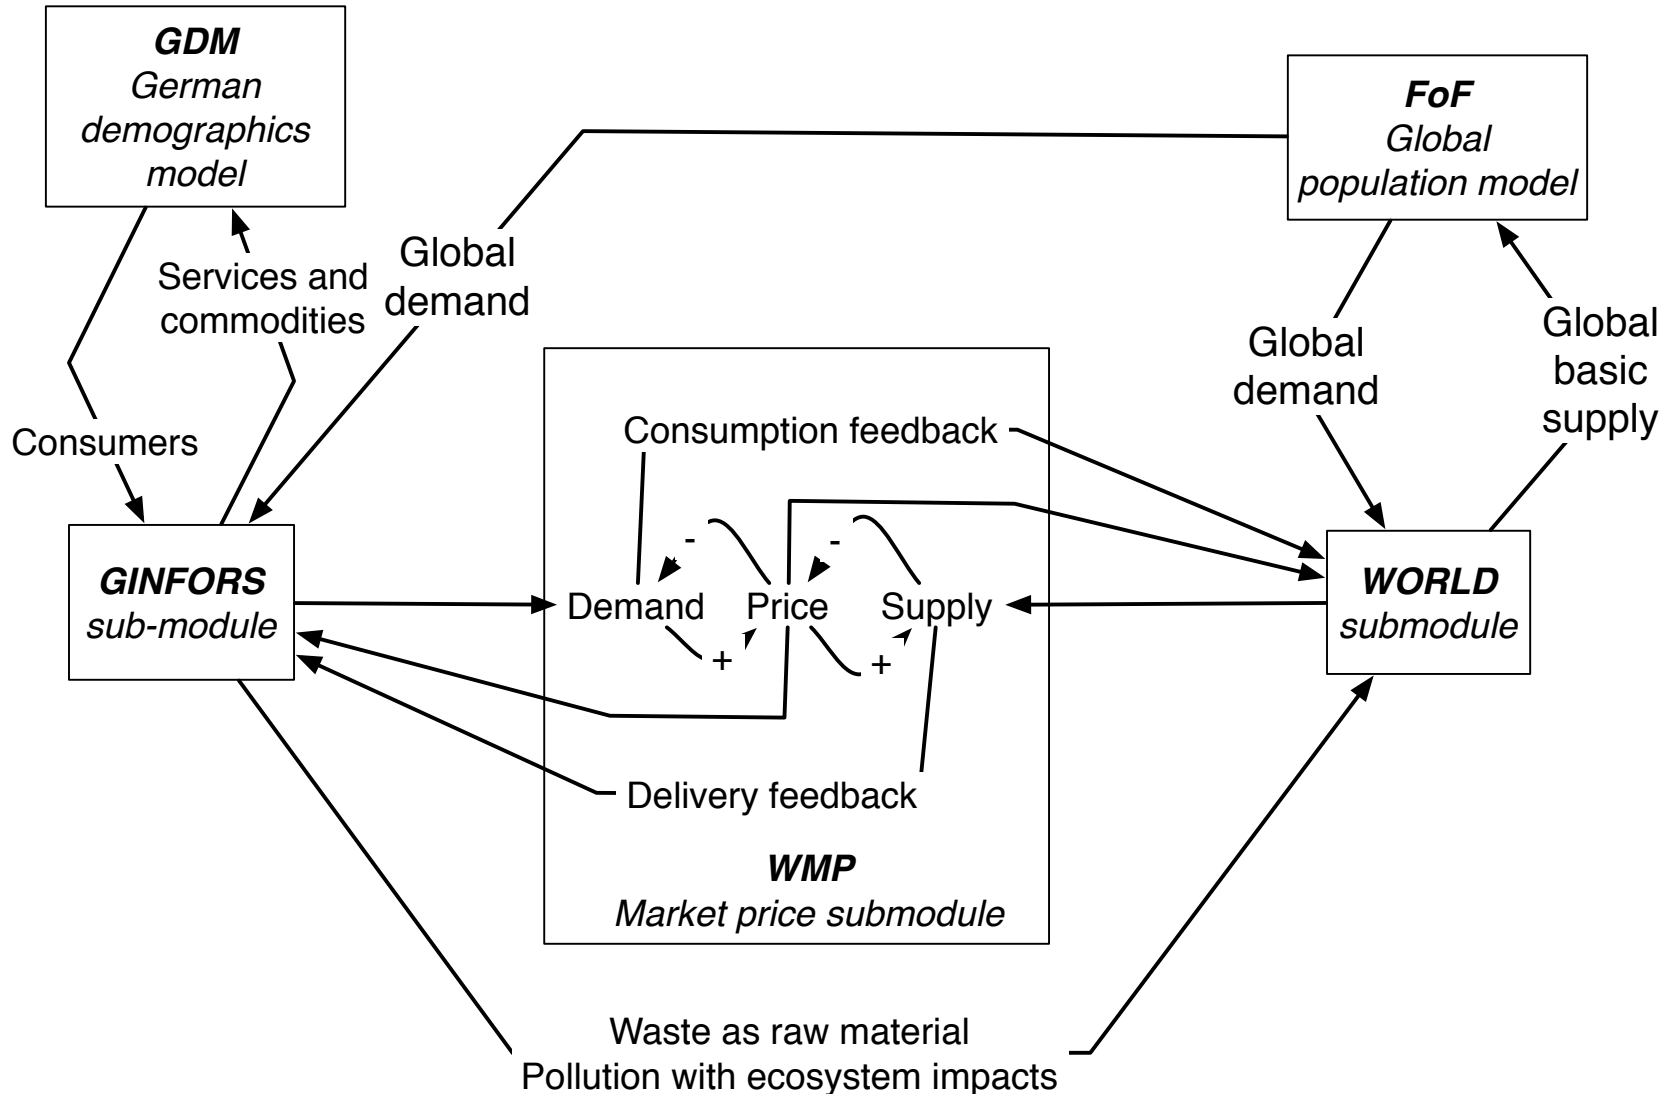 GDM
German
demographics
model
FoF
Global
population model
Services and
commodities
Global
demand
Global
demand
Global
basic
supply
Consumers
Consumption feedback
-
-
GINFORS
sub-module
Demand
Price
Supply
WORLD
submodule
+
+
Delivery feedback
WMP
Market price submodule
Waste as raw material
Pollution with ecosystem impacts